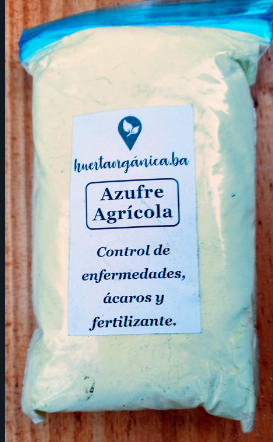 huertaorgánica.ba
Azufre
Agrícola
Control de
enfermedades,
ácaros y
fertilizante.